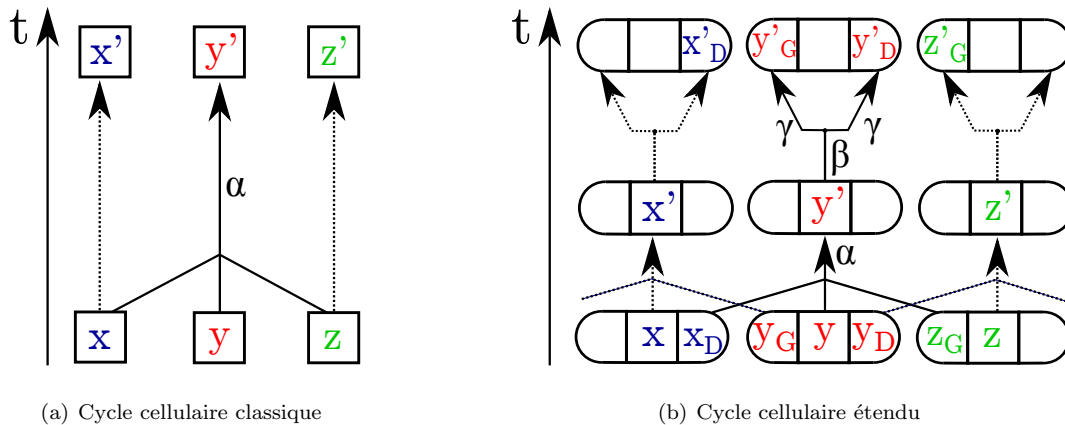 t x' y' z'
α
x y z
(a) Cycle cellulaire classique
t x'D y'G y'D z'G
γ γ
β
x' y' z'
α
x xD yG y yD zG z
(b) Cycle cellulaire étendu